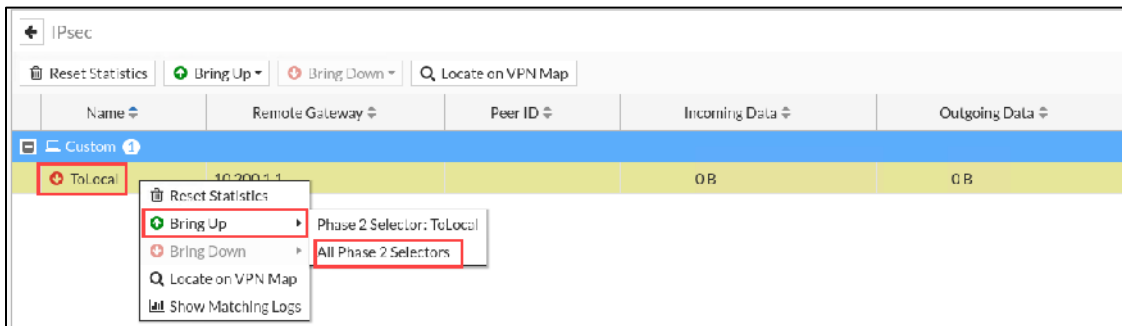 IPsec
Reset Statistics Bring Up Bring Down Locate on VPN Map
Name Remote Gateway Peer ID Incoming Data Outgoing Data
Custom 1
ToLocal 10.200.1.1 0 B 0 B
Reset Statistics
Bring Up Phase 2 Selector: ToLocal
Bring Down All Phase 2 Selectors
Locate on VPN Map
Show Matching Logs